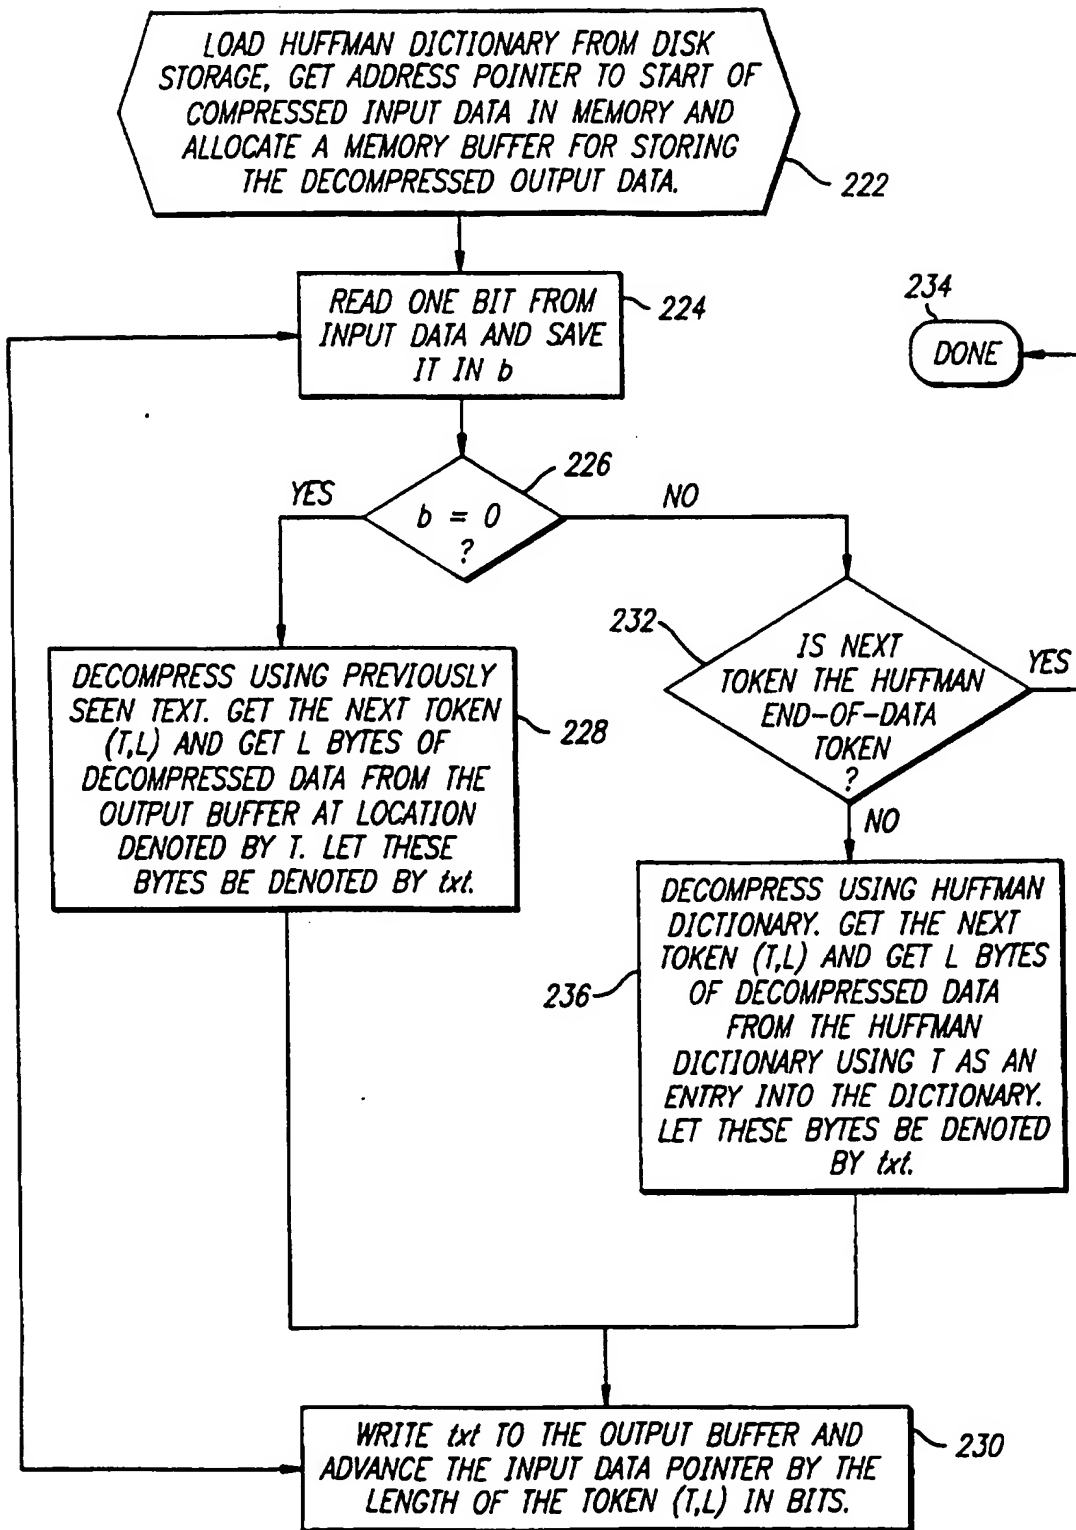 LOAD HUFFMAN DICTIONARY FROM DISK
STORAGE, GET ADDRESS POINTER TO START OF
COMPRESSED INPUT DATA IN MEMORY AND
ALLOCATE A MEMORY BUFFER FOR STORING
THE DECOMPRESSED OUTPUT DATA.
222
READ ONE BIT FROM
INPUT DATA AND SAVE
IT IN b
224
234
DONE
226
YES
b = 0
?
NO
232
IS NEXT
TOKEN THE HUFFMAN
END-OF-DATA
TOKEN
?
YES
NO
DECOMPRESS USING PREVIOUSLY
SEEN TEXT. GET THE NEXT TOKEN
(T,L) AND GET L BYTES OF
DECOMPRESSED DATA FROM THE
OUTPUT BUFFER AT LOCATION
DENOTED BY T. LET THESE
BYTES BE DENOTED BY txt.
228
DECOMPRESS USING HUFFMAN
DICTIONARY. GET THE NEXT
TOKEN (T,L) AND GET L BYTES
OF DECOMPRESSED DATA
FROM THE HUFFMAN
DICTIONARY USING T AS AN
ENTRY INTO THE DICTIONARY.
LET THESE BYTES BE DENOTED
BY txt.
236
WRITE txt TO THE OUTPUT BUFFER AND
ADVANCE THE INPUT DATA POINTER BY THE
LENGTH OF THE TOKEN (T,L) IN BITS.
230